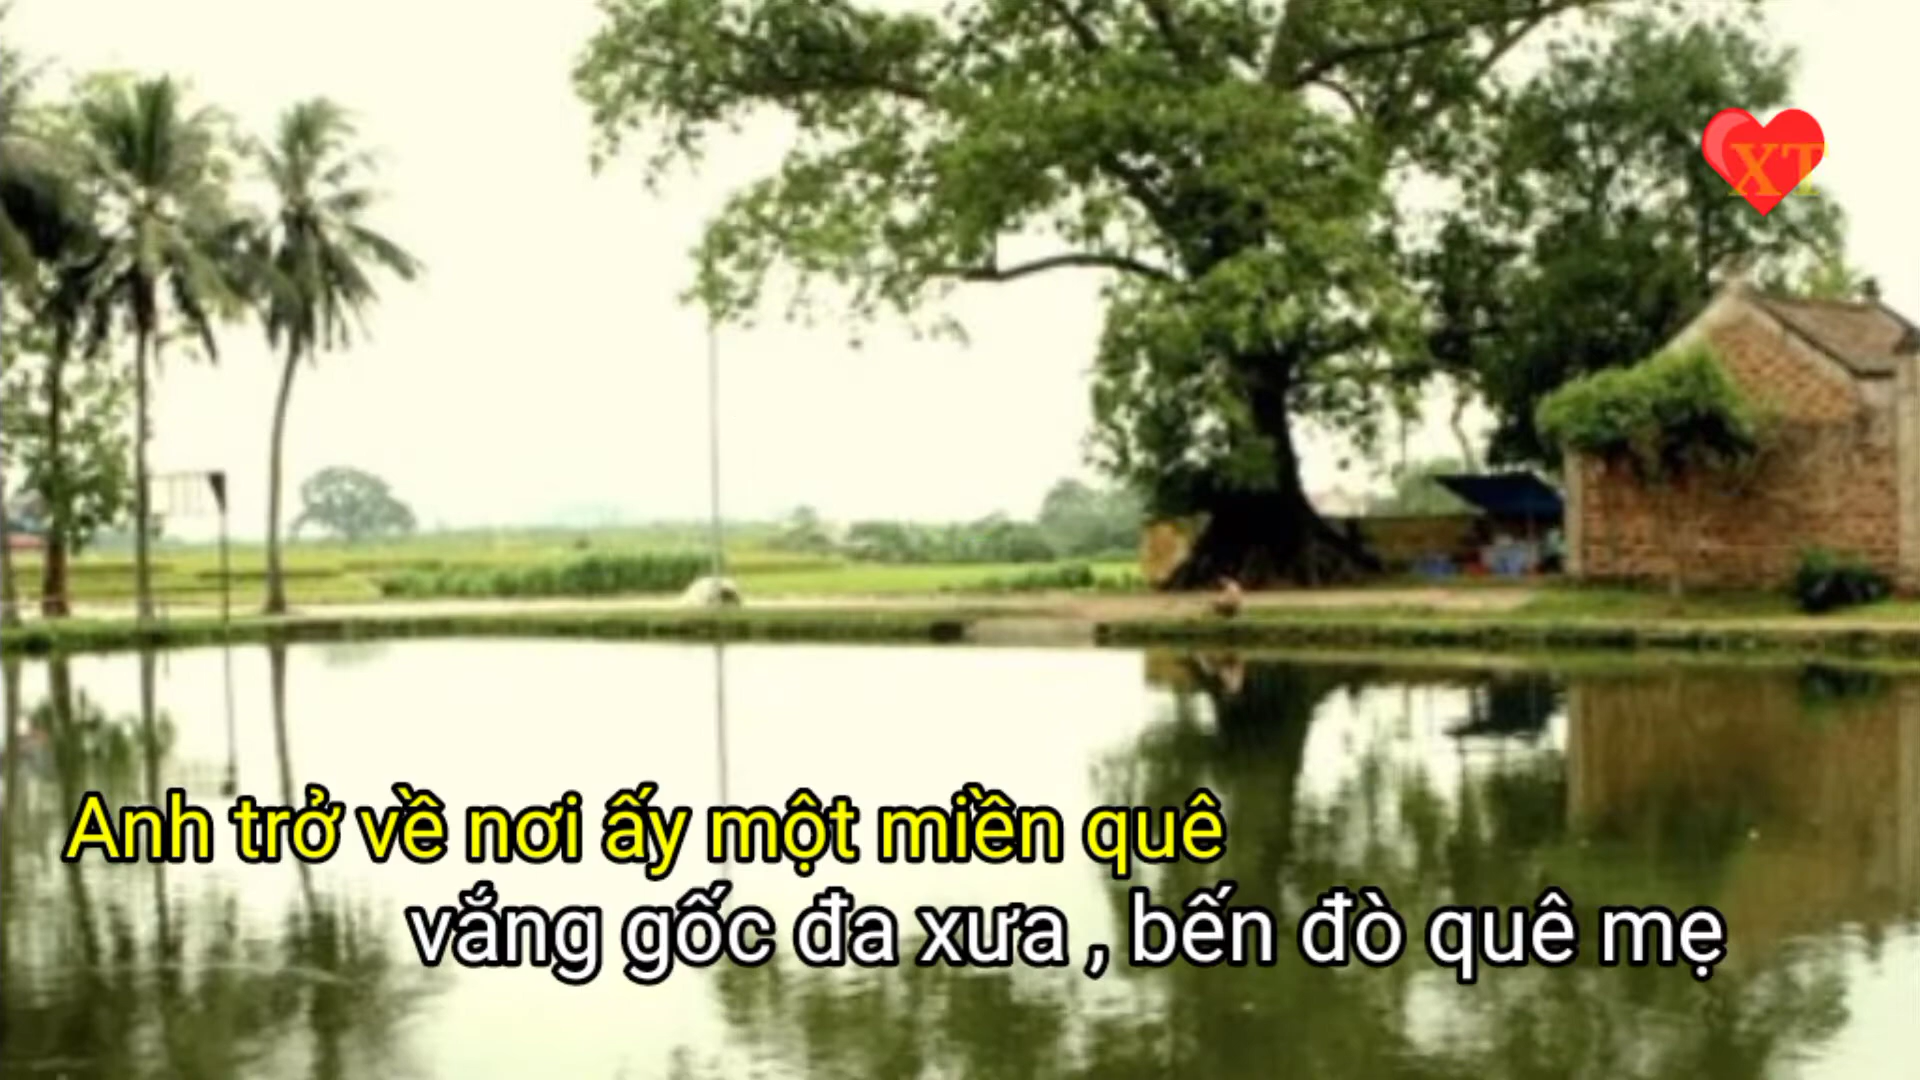 XT
Anh trở về nơi ấy một miền quê
vắng gốc đa xưa , bến đò quê mẹ